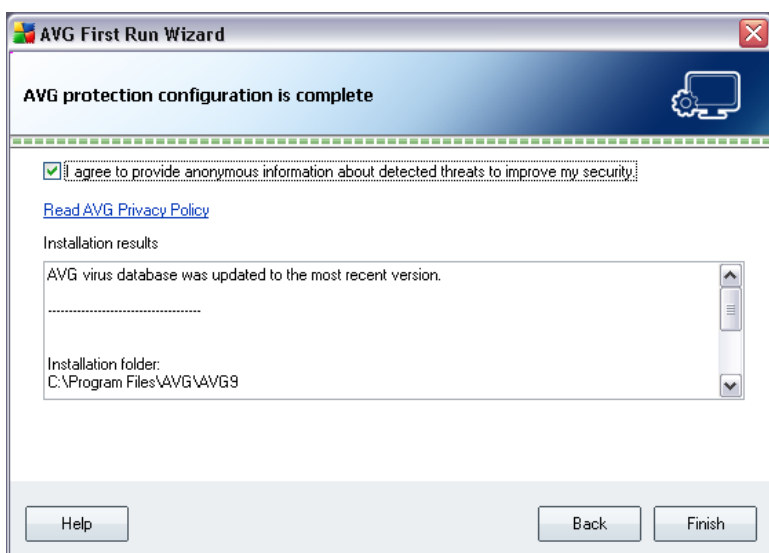 AVG First Run Wizard
AVG protection configuration is complete
I agree to provide anonymous information about detected threats to improve my security.
Read AVG Privacy Policy
Installation results
AVG virus database was updated to the most recent version.
------------------------------------
Installation folder:
C:\Program Files\AVG\AVG9
Help
Back
Finish